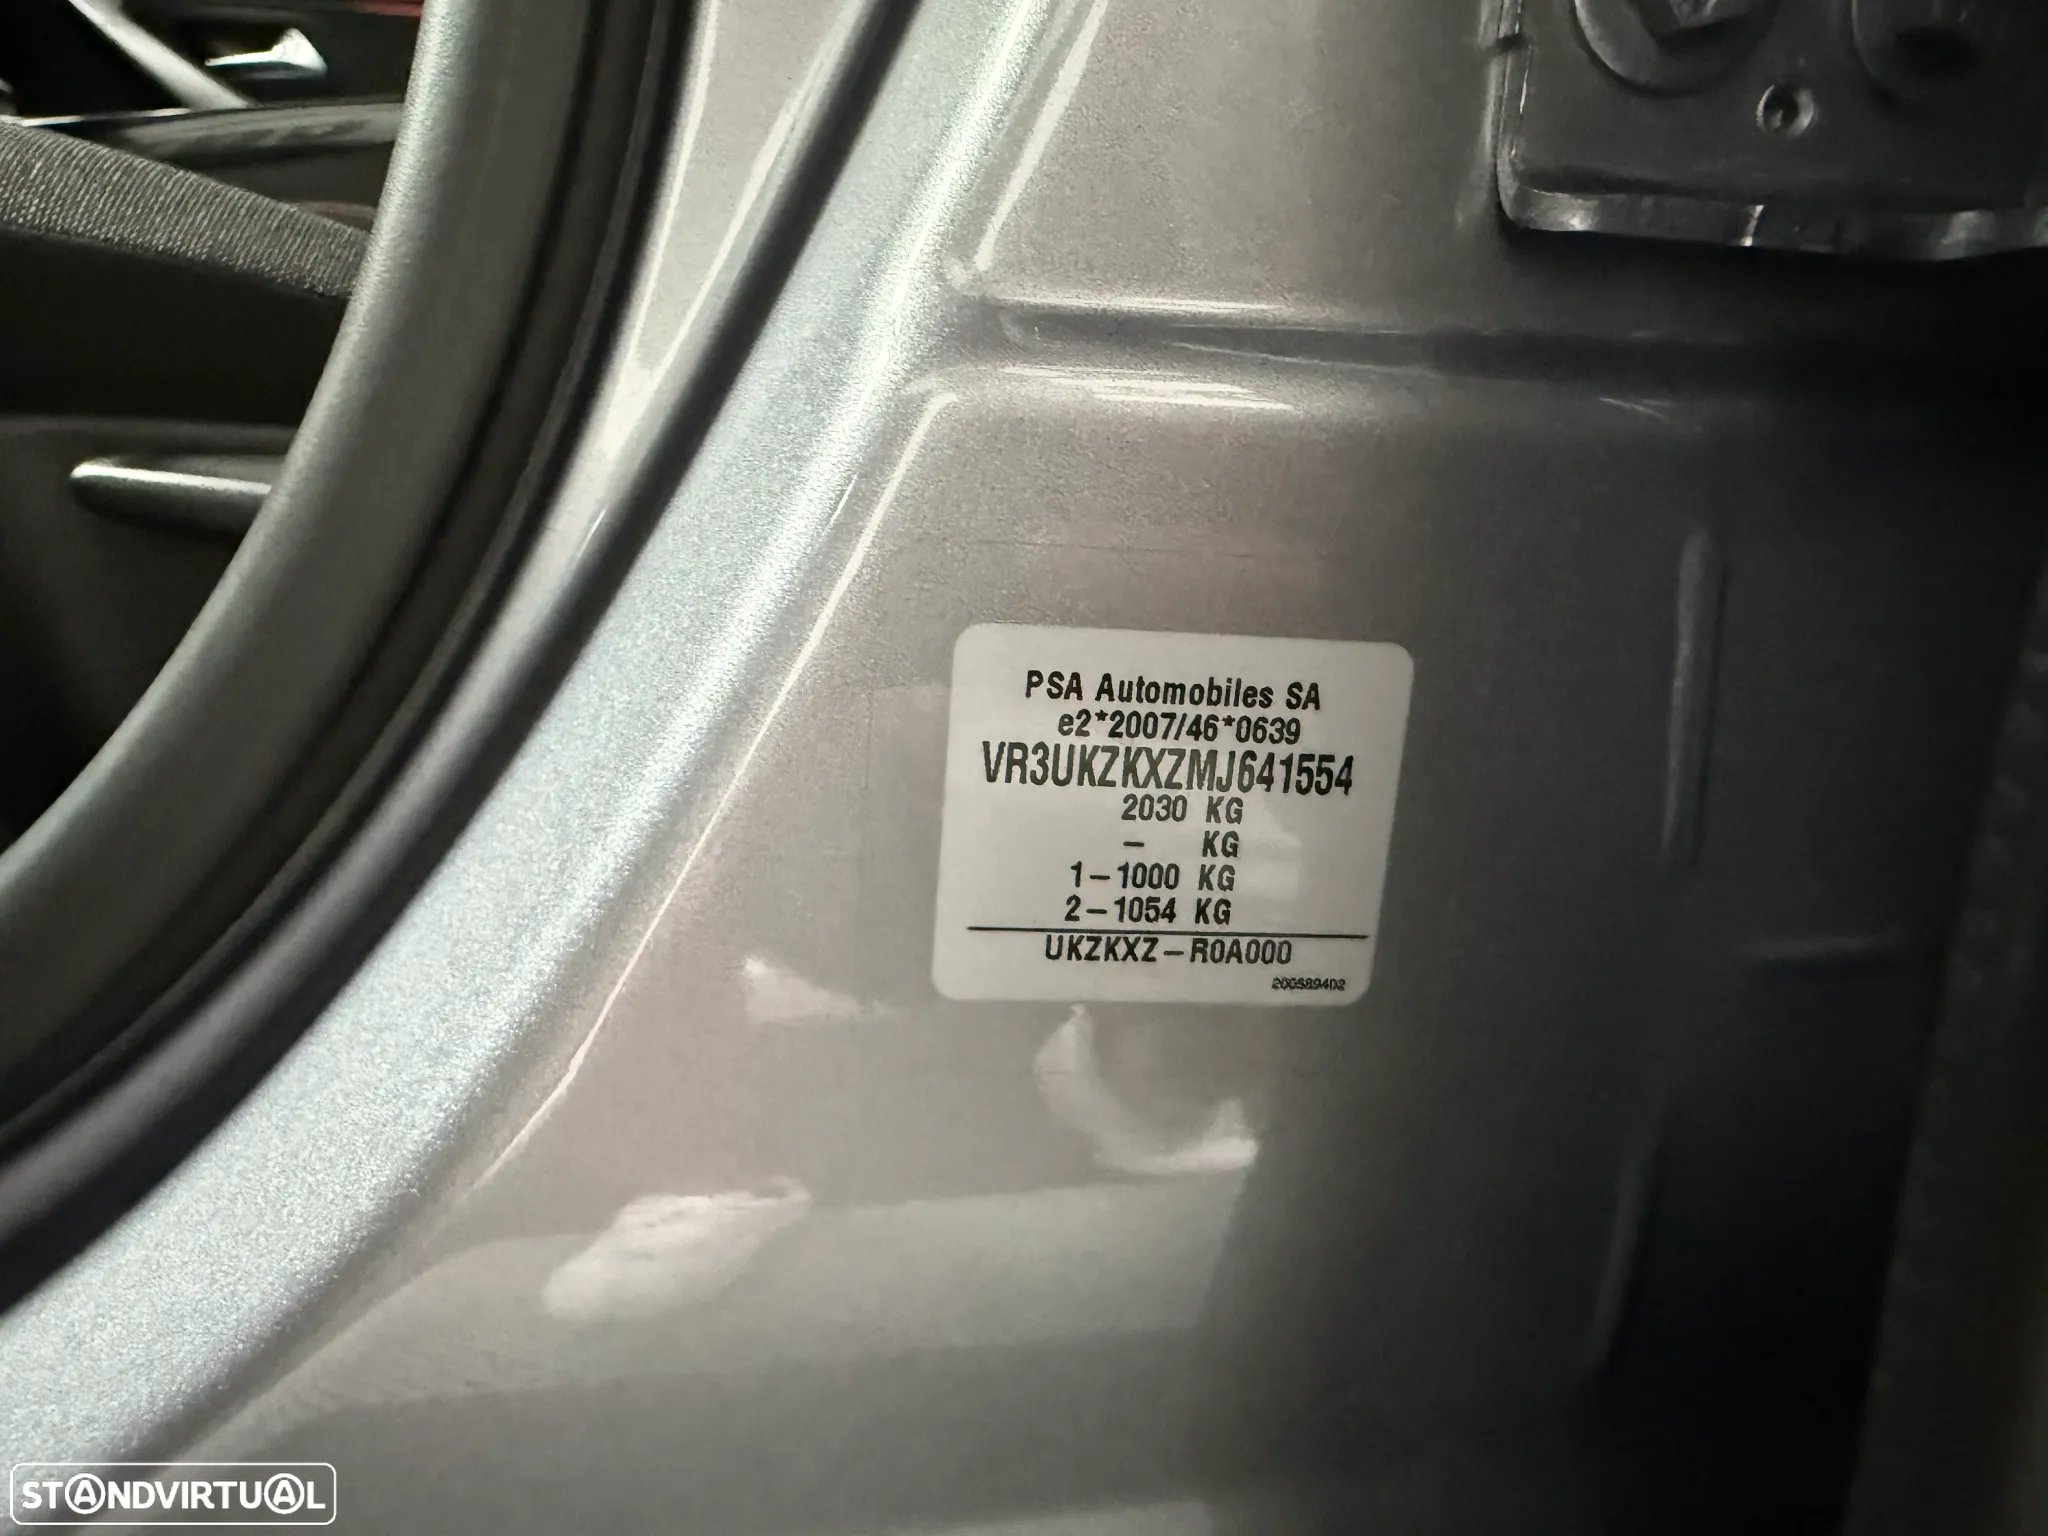 PSA Automobiles SA
e2*2007/46*0639
VR3UKZKXZMJ641554
2030 KG
– KG
1–1000 KG
2–1054 KG
UKZKXZ–R0A000
STANDVIRTUAL